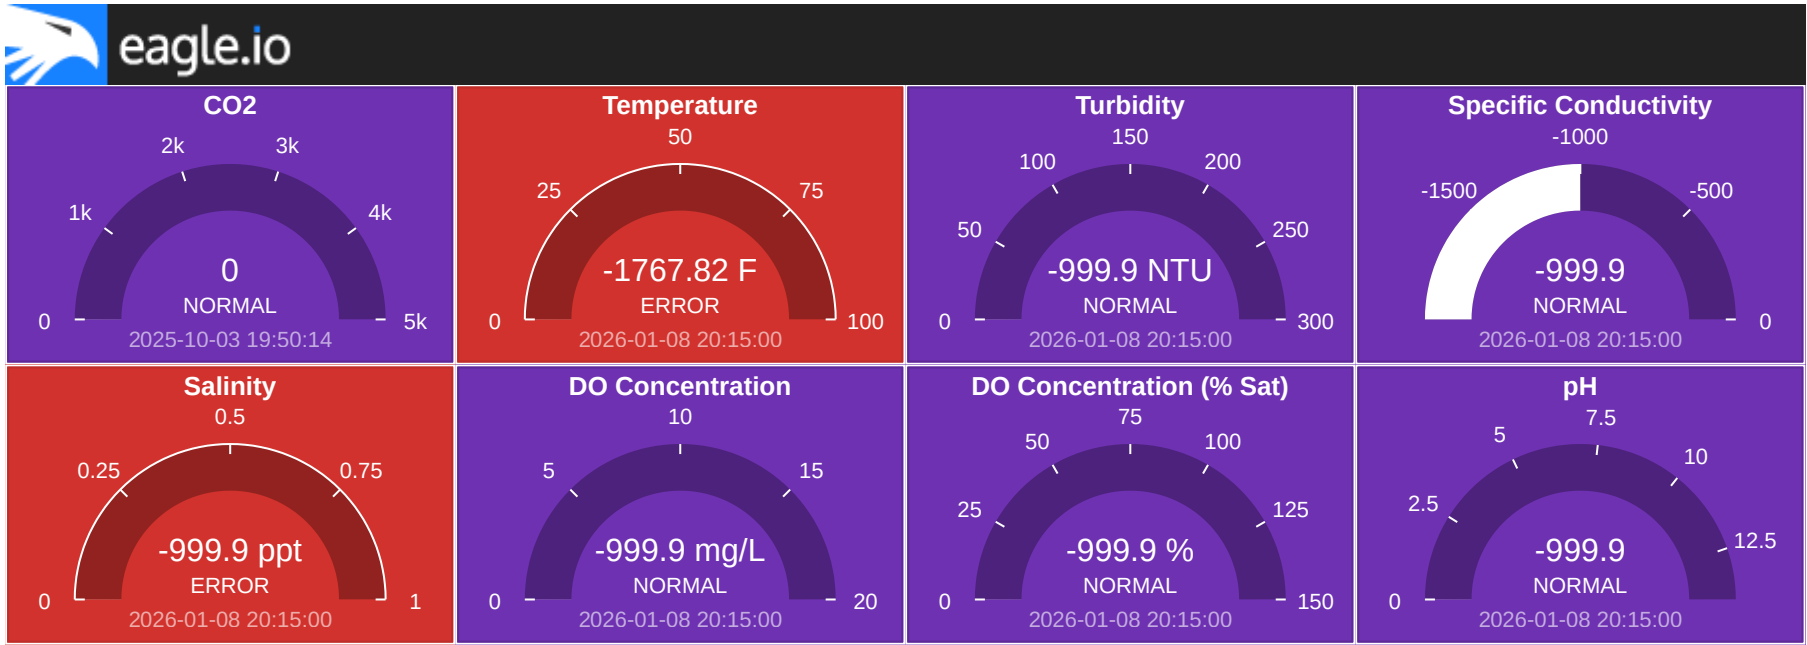 eagle.io
CO2
2k
3k
1k
4k
0
NORMAL
0
5k
2025-10-03 19:50:14
Temperature
50
25
75
-1767.82 F
ERROR
0
100
2026-01-08 20:15:00
Turbidity
150
100
200
50
250
-999.9 NTU
NORMAL
0
300
2026-01-08 20:15:00
Specific Conductivity
-1000
-1500
-500
-999.9
NORMAL
0
2026-01-08 20:15:00
Salinity
0.5
0.25
0.75
-999.9 ppt
ERROR
0
1
2026-01-08 20:15:00
DO Concentration
10
5
15
-999.9 mg/L
NORMAL
0
20
2026-01-08 20:15:00
DO Concentration (% Sat)
75
50
100
25
125
-999.9 %
NORMAL
0
150
2026-01-08 20:15:00
pH
7.5
5
10
2.5
12.5
-999.9
NORMAL
0
2026-01-08 20:15:00